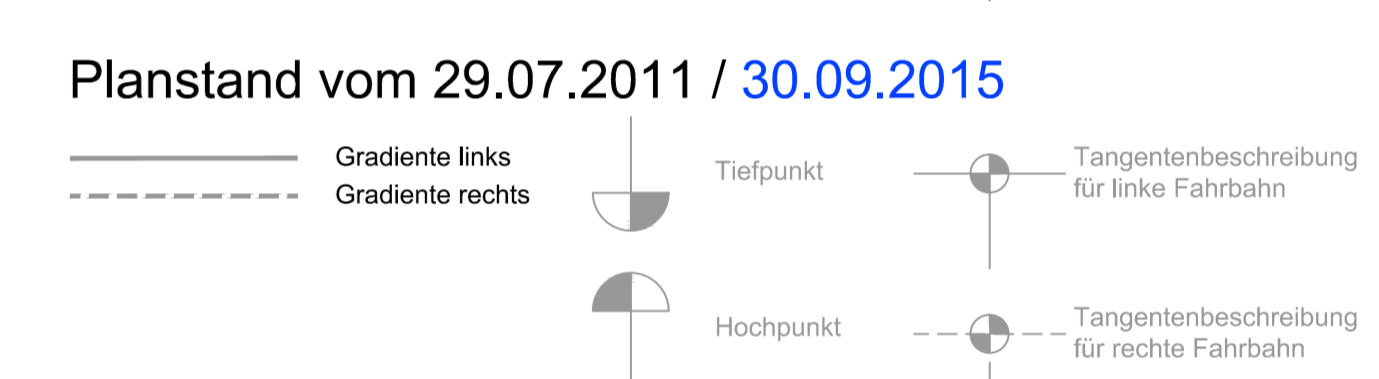 Planstand vom 29.07.2011 / 30.09.2015
Gradiente links
Gradiente rechts
Tiefpunkt
Hochpunkt
Tangentenbeschreibung
für linke Fahrbahn
Tangentenbeschreibung
für rechte Fahrbahn